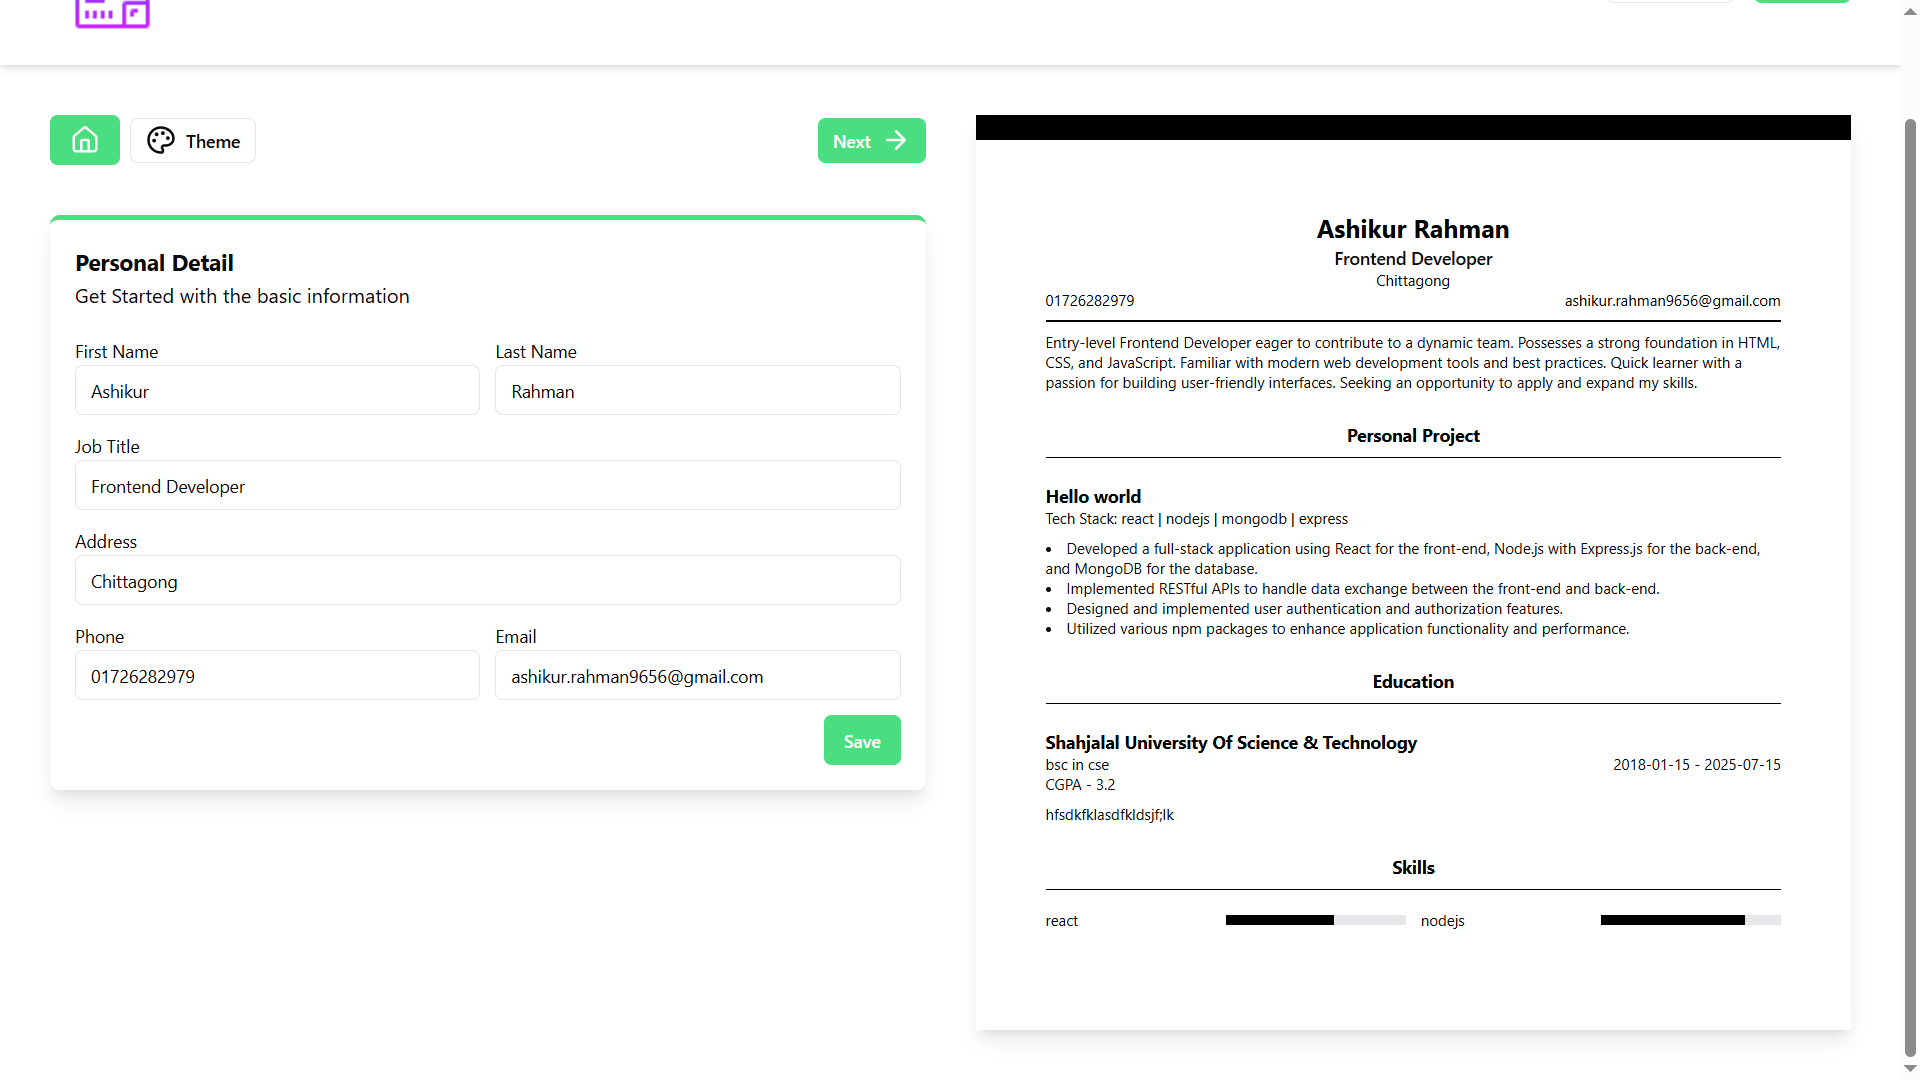 Theme
Next
Personal Detail
Get Started with the basic information
First Name
Last Name
Ashikur
Rahman
Job Title
Frontend Developer
Address
Chittagong
Phone
Email
01726282979
ashikur.rahman9656@gmail.com
Save
Ashikur Rahman
Frontend Developer
Chittagong
01726282979
ashikur.rahman9656@gmail.com
Entry-level Frontend Developer eager to contribute to a dynamic team. Possesses a strong foundation in HTML,
CSS, and JavaScript. Familiar with modern web development tools and best practices. Quick learner with a
passion for building user-friendly interfaces. Seeking an opportunity to apply and expand my skills.
Personal Project
Hello world
Tech Stack: react | nodejs | mongodb | express
• Developed a full-stack application using React for the front-end, Node.js with Express.js for the back-end,
and MongoDB for the database.
• Implemented RESTful APIs to handle data exchange between the front-end and back-end.
• Designed and implemented user authentication and authorization features.
• Utilized various npm packages to enhance application functionality and performance.
Education
Shahjalal University Of Science & Technology
bsc in cse
2018-01-15 - 2025-07-15
CGPA - 3.2
hfsdkfklasdfkldsjf;lk
Skills
react
nodejs